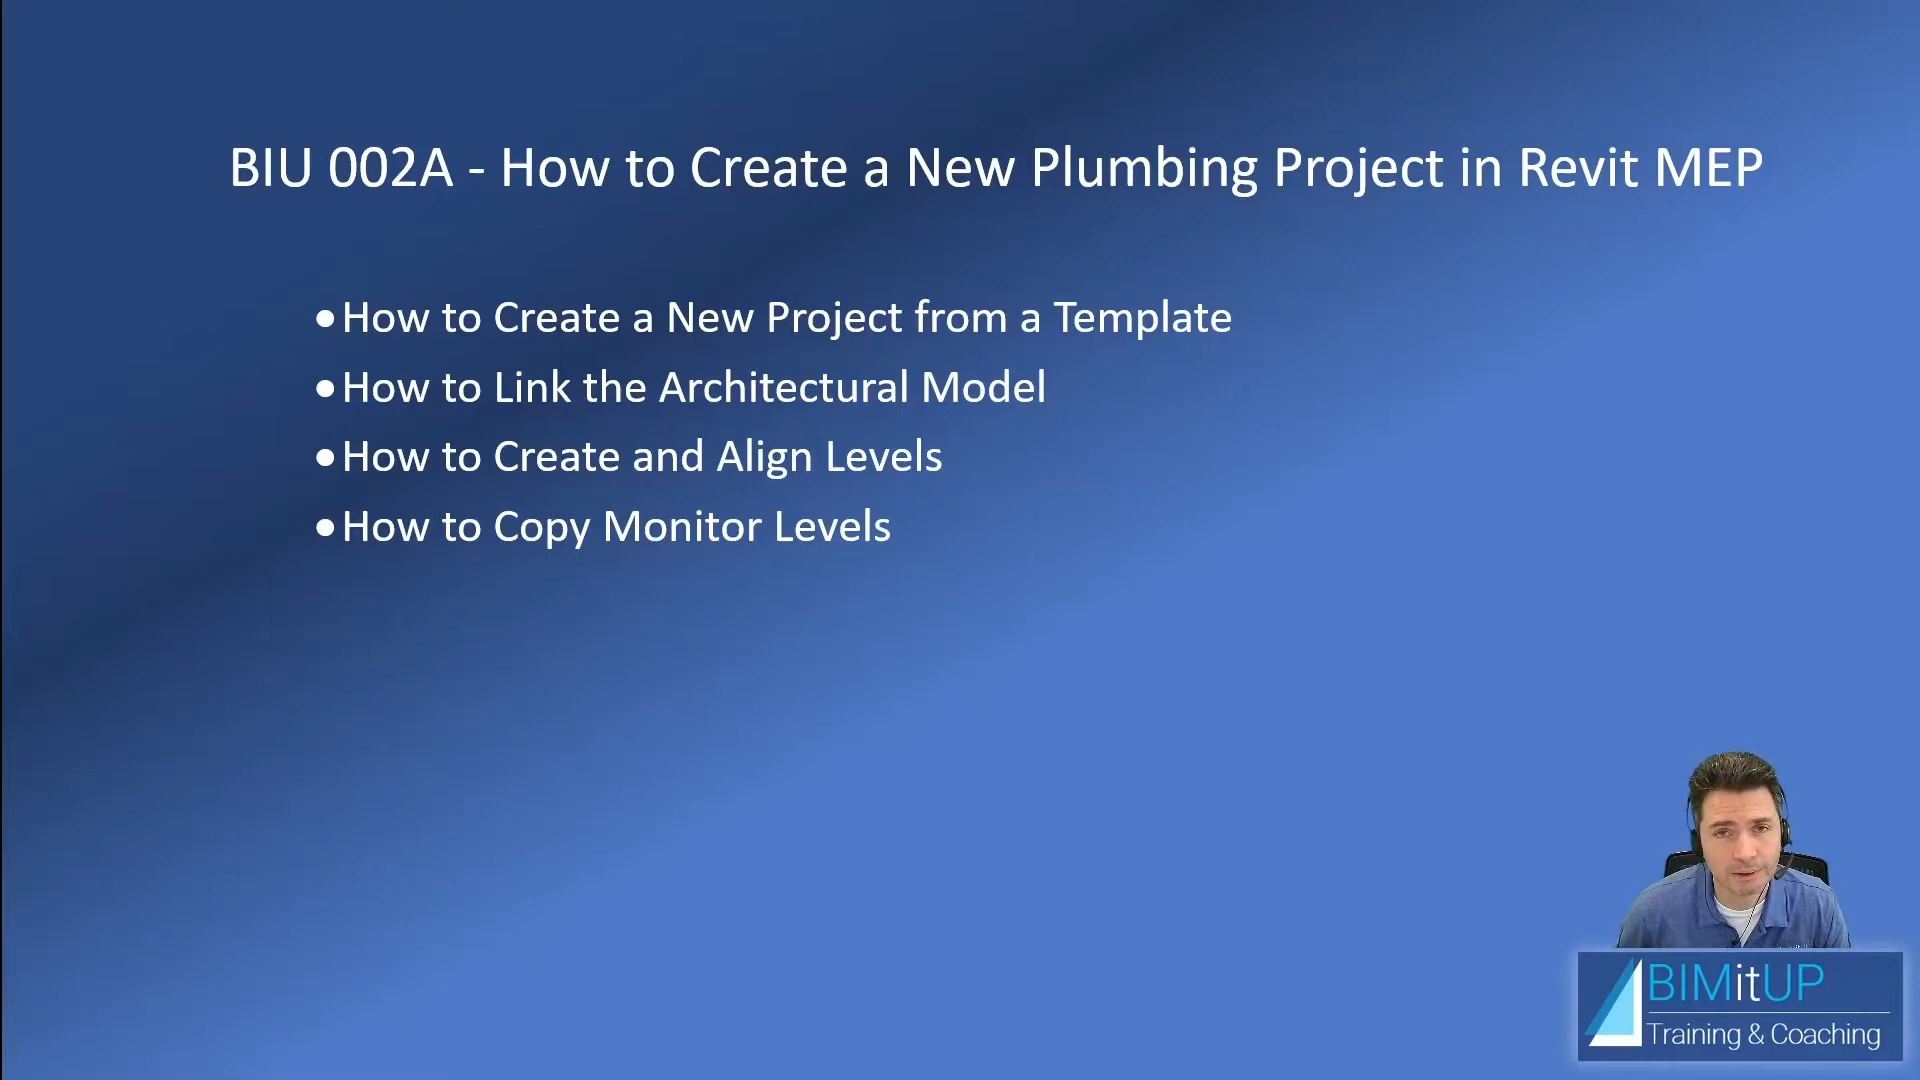 BIU 002A - How to Create a New Plumbing Project in Revit MEP
●How to Create a New Project from a Template
●How to Link the Architectural Model
●How to Create and Align Levels
●How to Copy Monitor Levels
BIMitUP
Training & Coaching